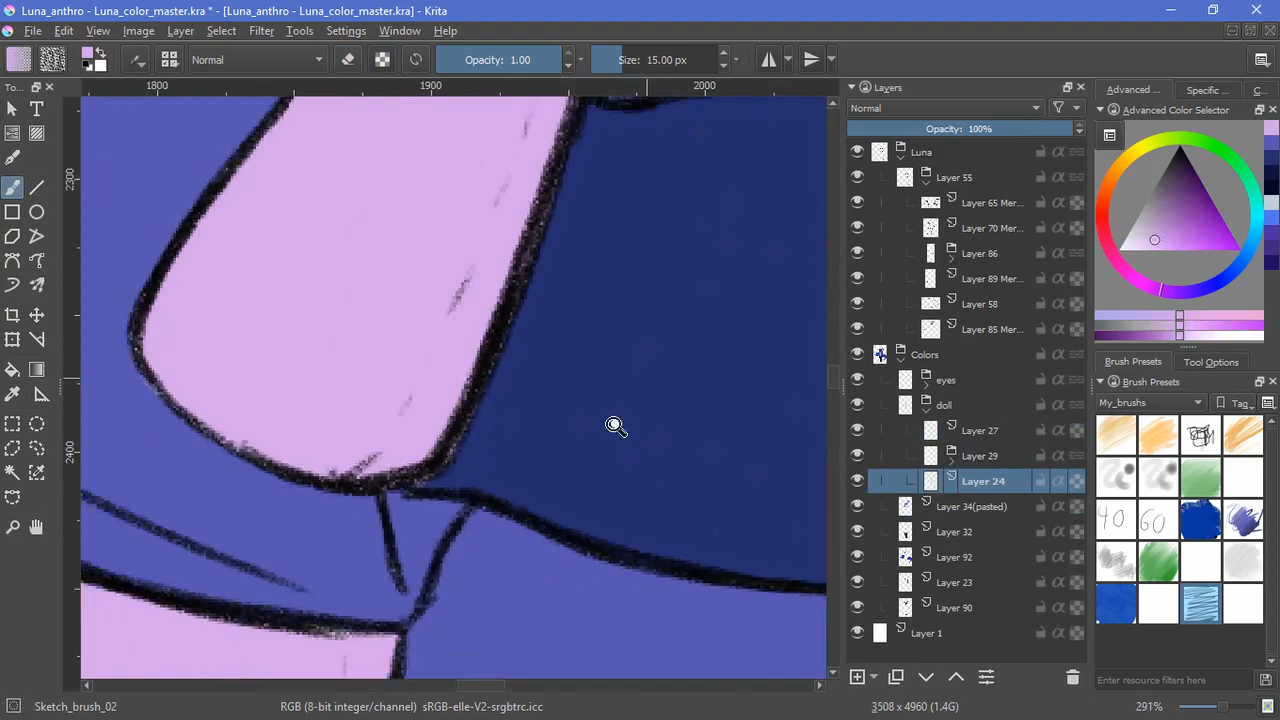 Luna_anthro - Luna_color_master.kra * - [Luna_anthro - Luna_color_master.kra] - Krita
File Edit View Image Layer Select Filter Tools Settings Window Help
Normal Opacity: 1.00 Size: 15.00 px
To...
1800 1900 2000
2300
2400
Layers
Normal
Opacity: 100%
Luna
Layer 55
Layer 65 Mer...
Layer 70 Mer...
Layer 86
Layer 89 Mer...
Layer 58
Layer 85 Mer...
Colors
eyes
doll
Layer 27
Layer 29
Layer 24
Layer 34(pasted)
Layer 32
Layer 92
Layer 23
Layer 90
Layer 1
Advanced ... Specific ... C...
Advanced Color Selector
Brush Presets Tool Options
Brush Presets
My_brushs Tag
40 60
Enter resource filters here
Sketch_brush_02 RGB (8-bit integer/channel) sRGB-elle-V2-srgbtrc.icc 3508 x 4960 (1.4G) 291%